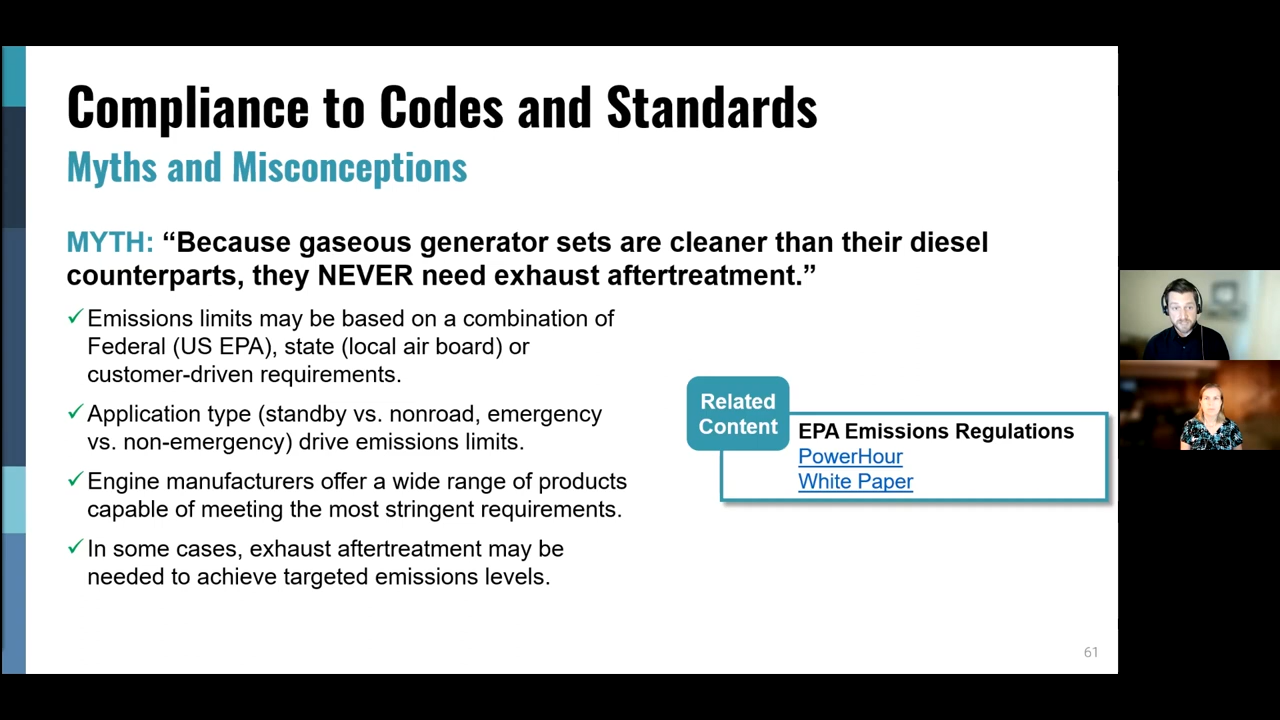 Compliance to Codes and Standards
Myths and Misconceptions
MYTH: “Because gaseous generator sets are cleaner than their diesel
counterparts, they NEVER need exhaust aftertreatment.”
✓Emissions limits may be based on a combination of
Federal (US EPA), state (local air board) or
customer-driven requirements.
✓Application type (standby vs. nonroad, emergency
vs. non-emergency) drive emissions limits.
✓Engine manufacturers offer a wide range of products
capable of meeting the most stringent requirements.
✓In some cases, exhaust aftertreatment may be
needed to achieve targeted emissions levels.
Related
Content
EPA Emissions Regulations
PowerHour
White Paper
61